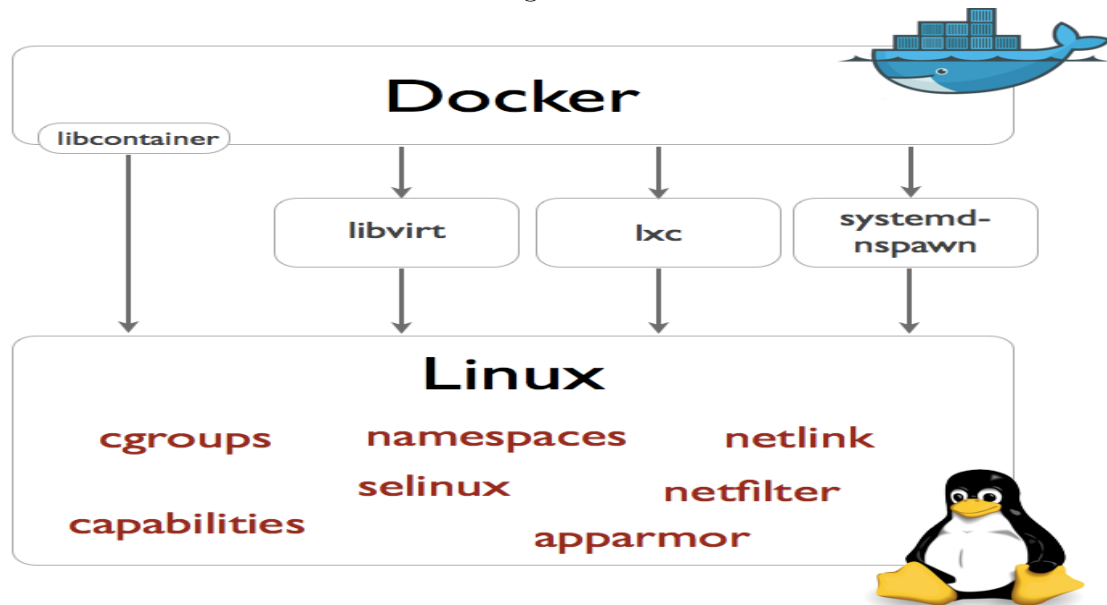 Docker
libcontainer
libvirt
lxc
systemd-
nspawn
Linux
cgroups
namespaces
netlink
selinux
netfilter
capabilities
apparmor